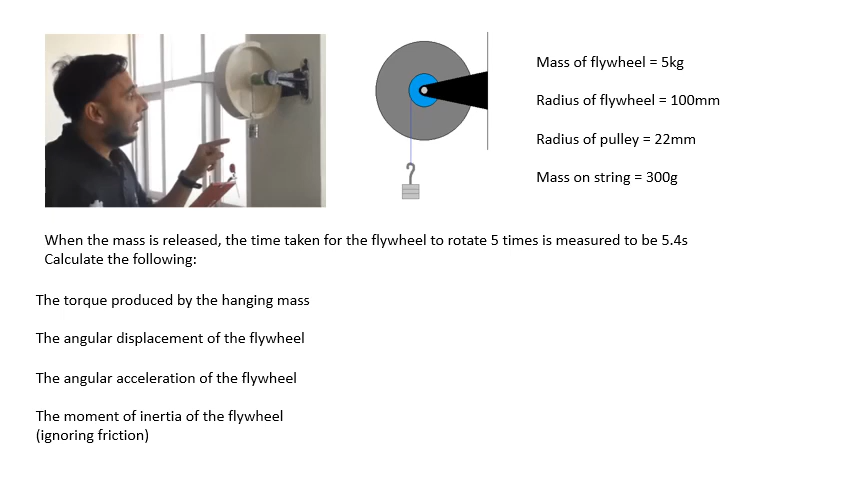 Mass of flywheel = 5kg
Radius of flywheel = 100mm
Radius of pulley = 22mm
Mass on string = 300g
When the mass is released, the time taken for the flywheel to rotate 5 times is measured to be 5.4s
Calculate the following:
The torque produced by the hanging mass
The angular displacement of the flywheel
The angular acceleration of the flywheel
The moment of inertia of the flywheel
(ignoring friction)